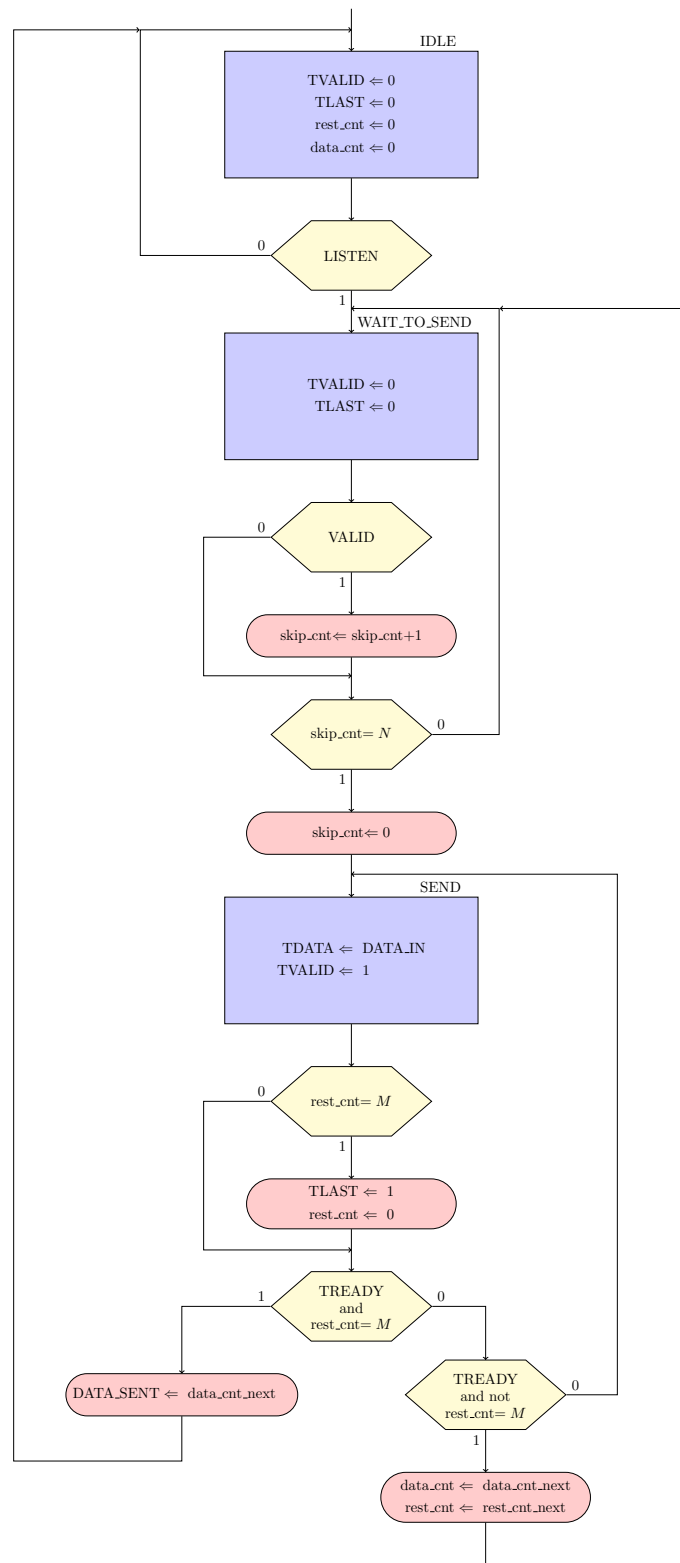 IDLE
TVALID ⇐ 0
TLAST ⇐ 0
rest_cnt ⇐ 0
data_cnt ⇐ 0
0
LISTEN
1
WAIT_TO_SEND
TVALID ⇐ 0
TLAST ⇐ 0
0
VALID
1
skip_cnt⇐ skip_cnt+1
skip_cnt= N
0
1
skip_cnt⇐ 0
SEND
TDATA ⇐ DATA_IN
TVALID ⇐ 1
0
rest_cnt= M
1
TLAST ⇐ 1
rest_cnt ⇐ 0
1
TREADY
and
rest_cnt= M
0
DATA_SENT ⇐ data_cnt_next
TREADY
and not
rest_cnt= M
0
1
data_cnt ⇐ data_cnt_next
rest_cnt ⇐ rest_cnt_next